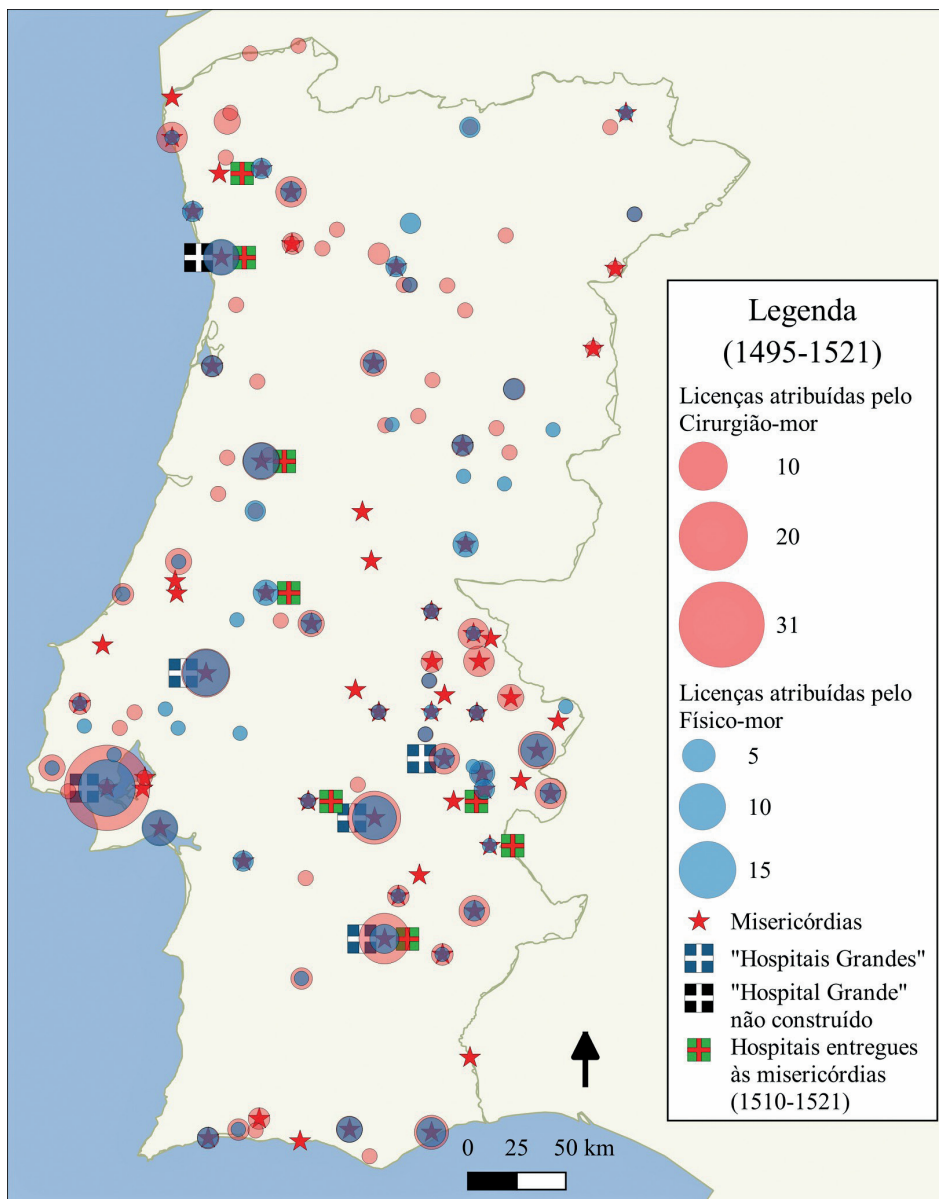 Legenda
(1495-1521)
Licenças atribuídas pelo
Cirurgião-mor
10
20
31
Licenças atribuídas pelo
Físico-mor
5
10
15
Misericórdias
"Hospitais Grandes"
"Hospital Grande"
não construído
Hospitais entregues
às misericórdias
(1510-1521)
0 25 50 km